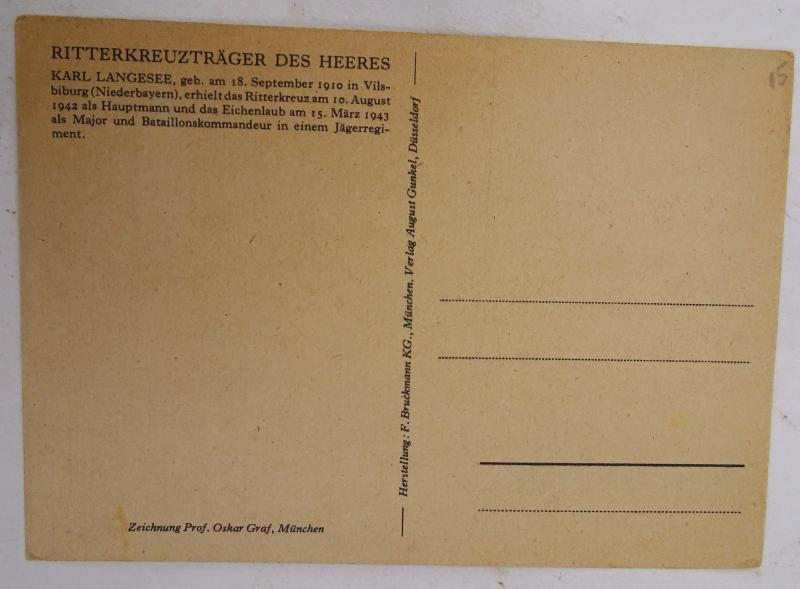 RITTERKREUZTRÄGER DES HEERES
KARL LANGESEE, geb. am 18. September 1910 in Vils-
biburg (Niederbayern), erhielt das Ritterkreuz am 10. August
1942 als Hauptmann und das Eichenlaub am 15. März 1943
als Major und Bataillonskommandeur in einem Jägerregi-
ment.
Zeichnung Prof. Oskar Graf, München
Herstellung: F. Bruckmann KG., München. Verlag August Gunkel, Düsseldorf
15